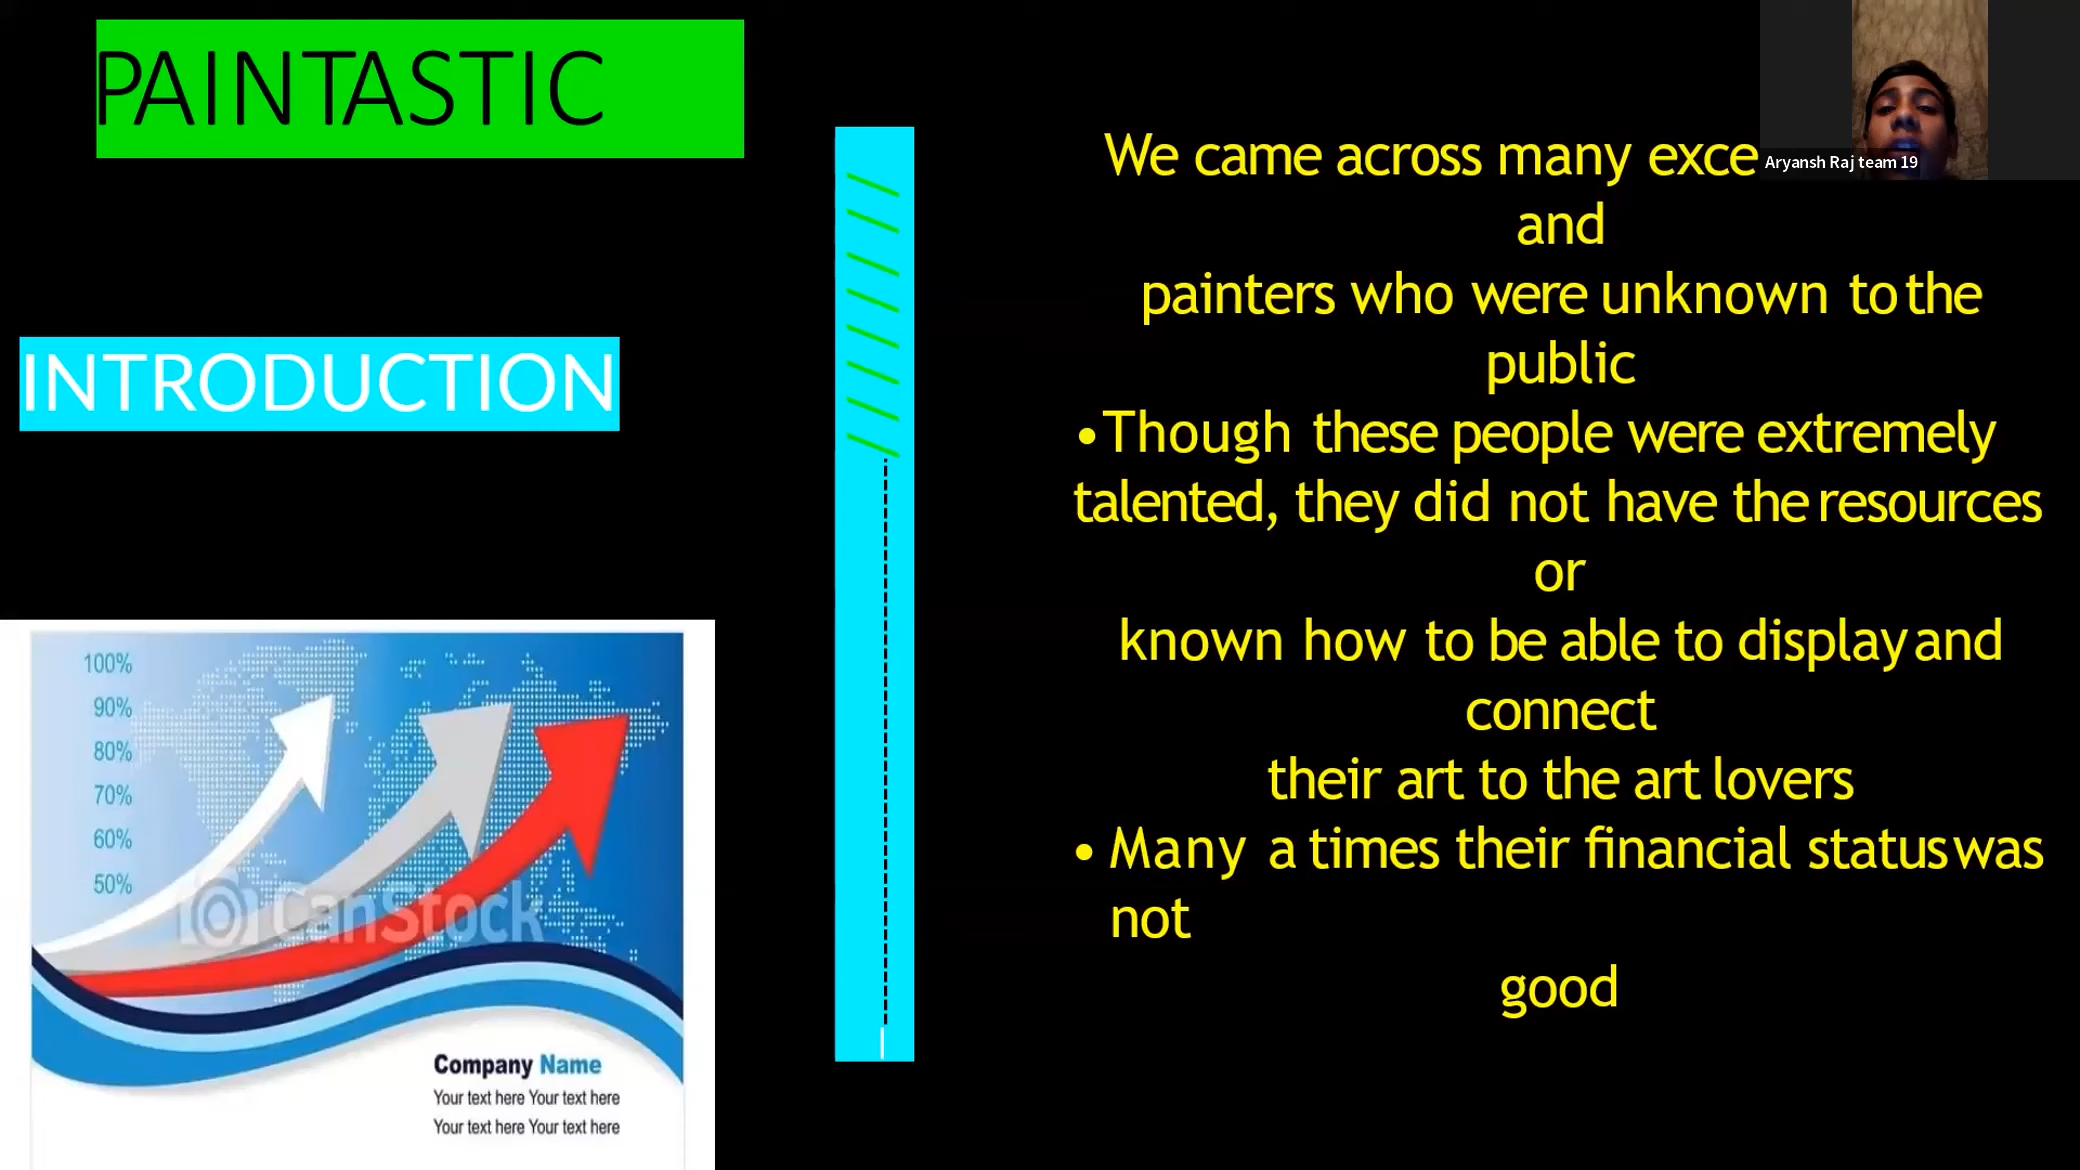 PAINTASTIC
INTRODUCTION
We came across many exce
and
painters who were unknown to the
public
•Though these people were extremely
talented, they did not have the resources
or
known how to be able to display and
connect
their art to the art lovers
• Many a times their financial status was
not
good
Aryansh Raj team 19
100%
90%
80%
70%
60%
50%
CanStock
Company Name
Your text here Your text here
Your text here Your text here